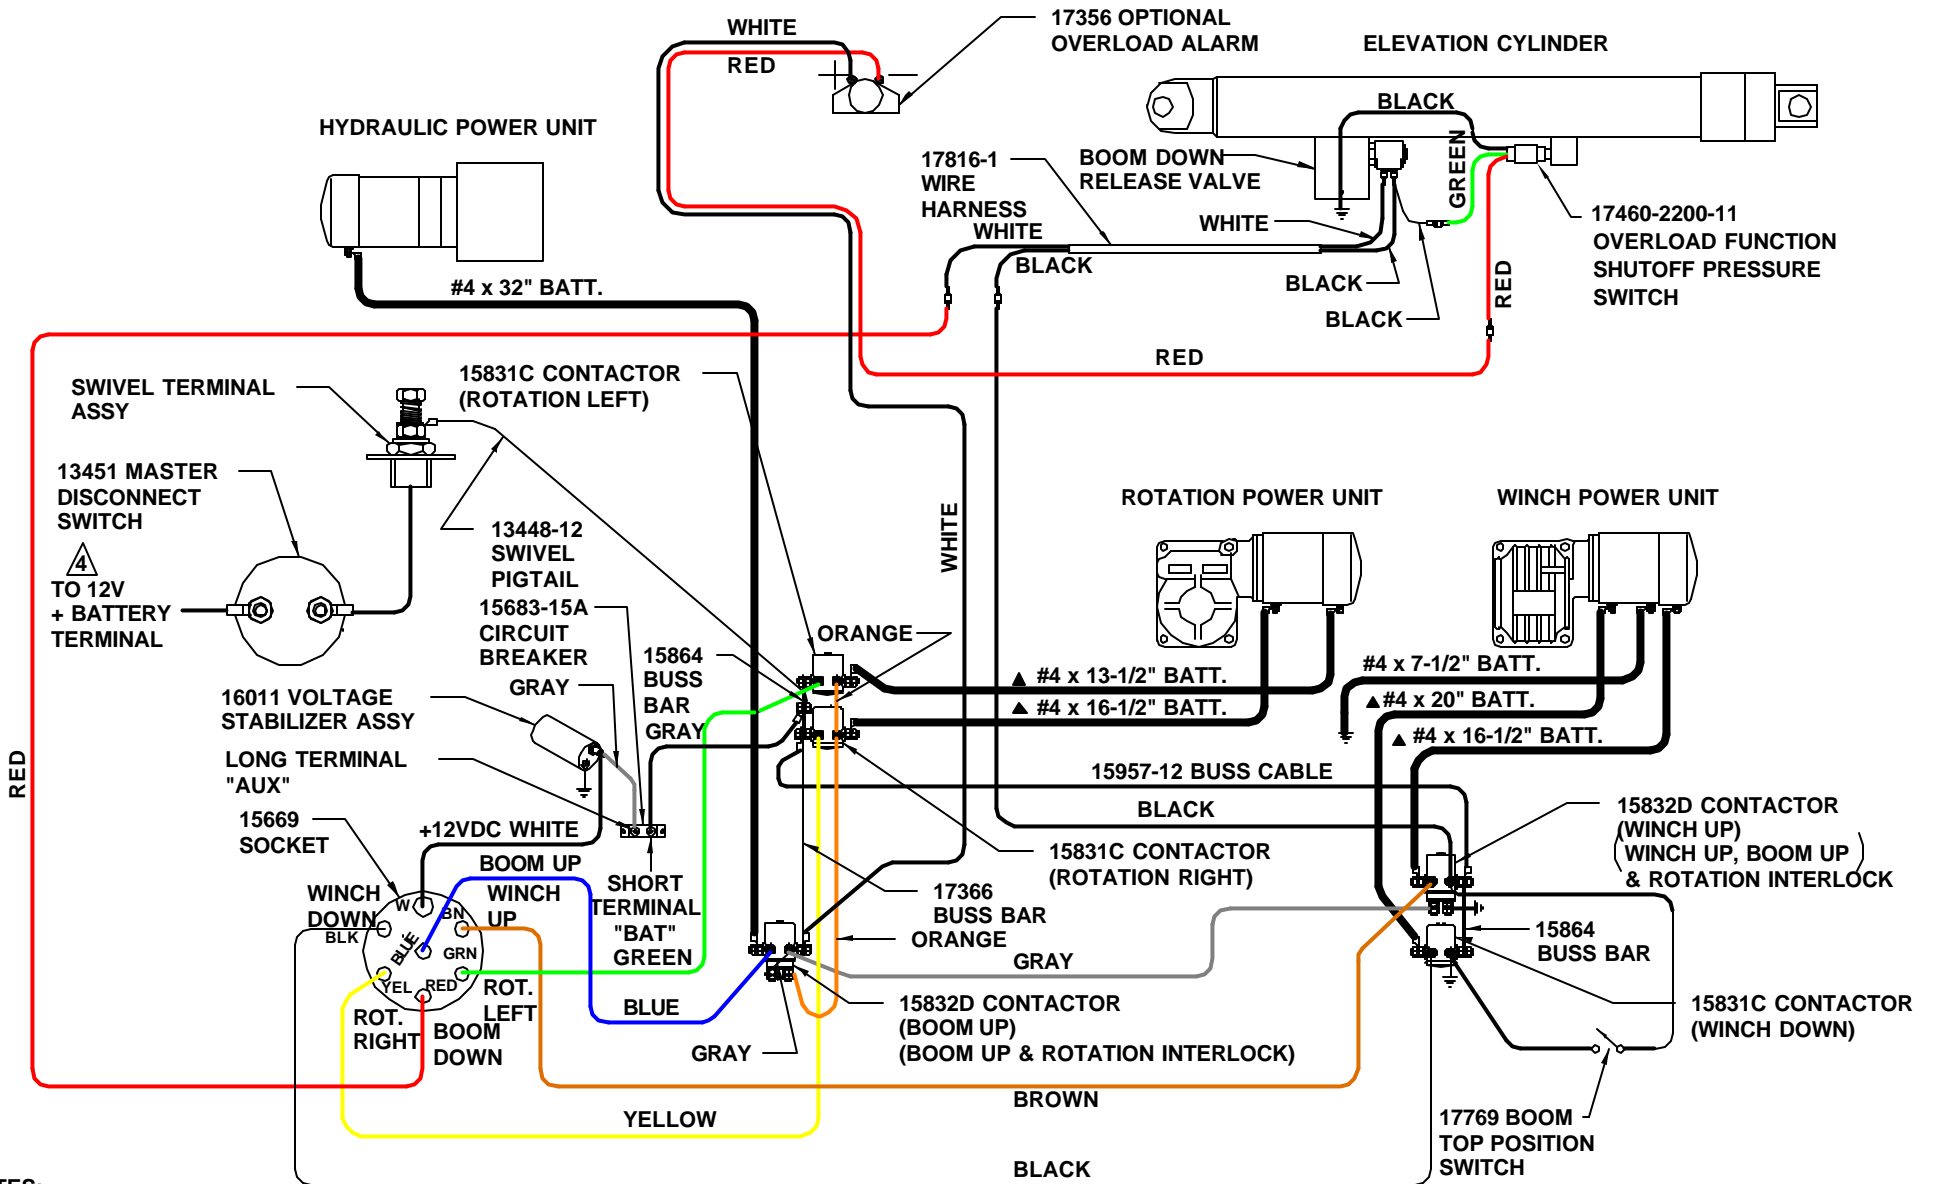 WHITE
RED
17356 OPTIONAL
OVERLOAD ALARM
ELEVATION CYLINDER
HYDRAULIC POWER UNIT
BLACK
GREEN
17816-1
WIRE
HARNESS
BOOM DOWN
RELEASE VALVE
WHITE
WHITE
BLACK
BLACK
BLACK
17460-2200-11
OVERLOAD FUNCTION
SHUTOFF PRESSURE
SWITCH
RED
#4 x 32" BATT.
RED
SWIVEL TERMINAL
ASSY
15831C CONTACTOR
(ROTATION LEFT)
13451 MASTER
DISCONNECT
SWITCH
4
TO 12V
+ BATTERY
TERMINAL
13448-12
SWIVEL
PIGTAIL
15683-15A
CIRCUIT
BREAKER
GRAY
WHITE
ROTATION POWER UNIT
WINCH POWER UNIT
ORANGE
15864
BUSS
BAR
GRAY
▲ #4 x 13-1/2" BATT.
▲ #4 x 16-1/2" BATT.
#4 x 7-1/2" BATT.
▲ #4 x 20" BATT.
▲ #4 x 16-1/2" BATT.
16011 VOLTAGE
STABILIZER ASSY
LONG TERMINAL
"AUX"
RED
15669
SOCKET
+12VDC WHITE
15957-12 BUSS CABLE
BLACK
15832D CONTACTOR
(WINCH UP)
(WINCH UP, BOOM UP
& ROTATION INTERLOCK)
15831C CONTACTOR
(ROTATION RIGHT)
BOOM UP
WINCH
DOWN
WINCH
UP
SHORT
TERMINAL
"BAT"
GREEN
17366
BUSS BAR
ORANGE
W
BN
BLK
BLUE
GRN
YEL
RED
ROT.
LEFT
ROT.
RIGHT
BOOM
DOWN
BLUE
GRAY
GRAY
15864
BUSS BAR
15832D CONTACTOR
(BOOM UP)
(BOOM UP & ROTATION INTERLOCK)
15831C CONTACTOR
(WINCH DOWN)
BROWN
YELLOW
17769 BOOM
TOP POSITION
SWITCH
BLACK